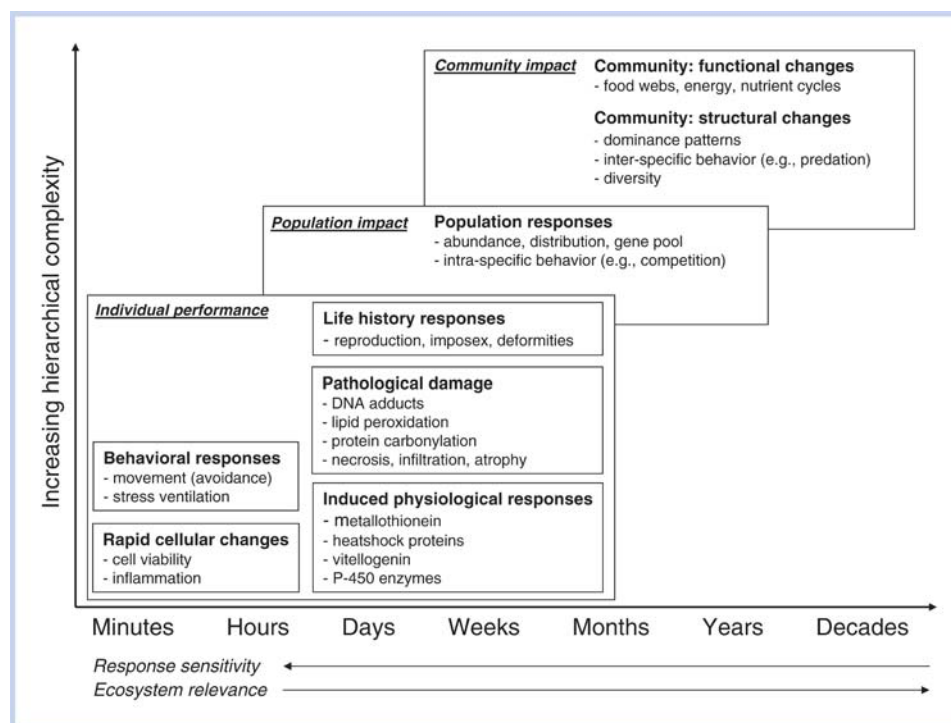 Increasing hierarchical complexity
Community impact
Community: functional changes
- food webs, energy, nutrient cycles
Community: structural changes
- dominance patterns
- inter-specific behavior (e.g., predation)
- diversity
Population impact
Population responses
- abundance, distribution, gene pool
- intra-specific behavior (e.g., competition)
Individual performance
Life history responses
- reproduction, imposex, deformities
Pathological damage
- DNA adducts
- lipid peroxidation
- protein carbonylation
- necrosis, infiltration, atrophy
Behavioral responses
- movement (avoidance)
- stress ventilation
Induced physiological responses
- metallothionein
- heatshock proteins
- vitellogenin
- P-450 enzymes
Rapid cellular changes
- cell viability
- inflammation
Minutes Hours Days Weeks Months Years Decades
Response sensitivity
Ecosystem relevance